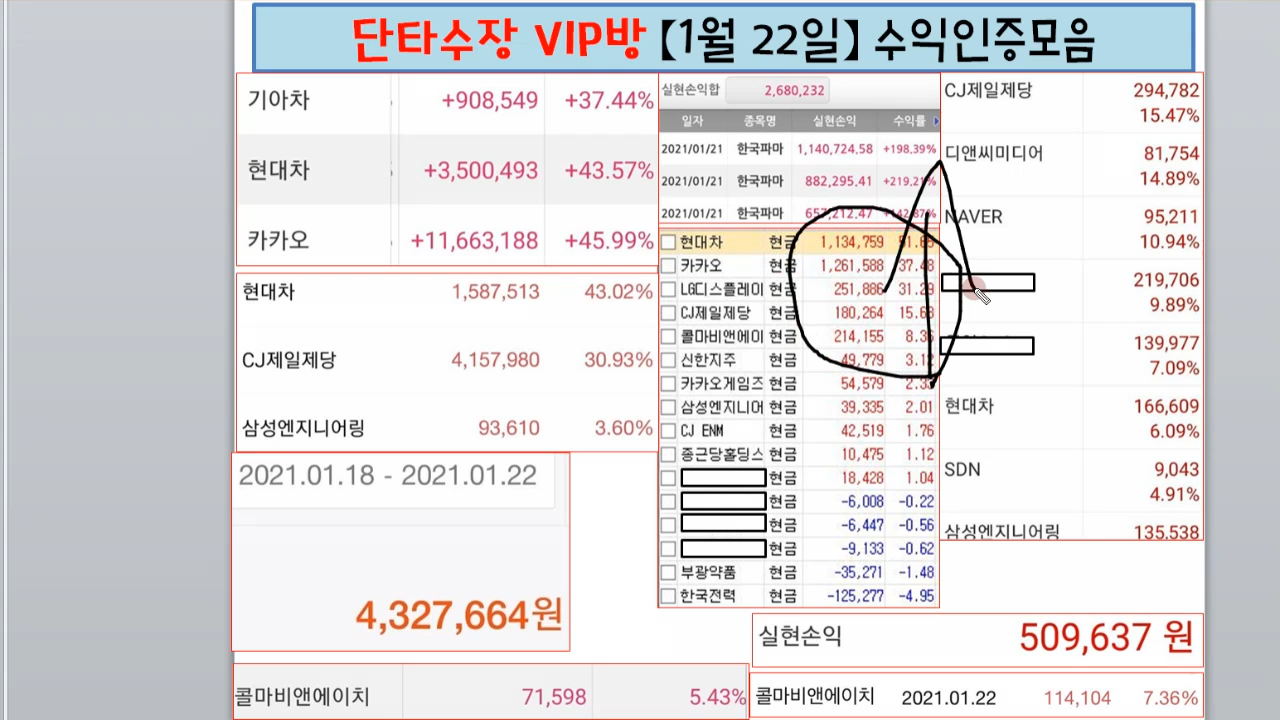 단타수장 VIP방【1월 22일】수익인증모음
기아차 +908,549 +37.44%
현대차 +3,500,493 +43.57%
카카오 +11,663,188 +45.99%
현대차 1,587,513 43.02%
CJ제일제당 4,157,980 30.93%
삼성엔지니어링 93,610 3.60%
2021.01.18 - 2021.01.22
4,327,664원
콜마비앤에이치 71,598 5.43%
실현손익합 2,680,232
일자 종목명 실현손익 수익률
2021/01/21 한국파마 1,140,724.58 +198.39%
2021/01/21 한국파마 882,295.41 +219.21%
2021/01/21 한국파마 657,212.47
현대차 현금 1,134,759
카카오 현금 1,261,588 37.48
LG디스플레이 현금 251,886 31.29
CJ제일제당 현금 180,264 15.63
콜마비앤에이 현금 214,155 8.36
신한지주 현금 49,779 3.12
카카오게임즈 현금 54,579
삼성엔지니어 현금 39,335 2.01
CJ ENM 현금 42,519 1.76
종근당홀딩스 현금 10,475 1.12
현금 18,428 1.04
현금 -6,008 -0.22
현금 -6,447 -0.56
현금 -9,133 -0.62
부광약품 현금 -35,271 -1.48
한국전력 현금 -125,277 -4.95
CJ제일제당 294,782
15.47%
디앤씨미디어 81,754
14.89%
NAVER 95,211
10.94%
219,706
9.89%
139,977
7.09%
현대차 166,609
6.09%
SDN 9,043
4.91%
삼성엔지니어링 135,538
실현손익 509,637 원
콜마비앤에이치 2021.01.22 114,104 7.36%